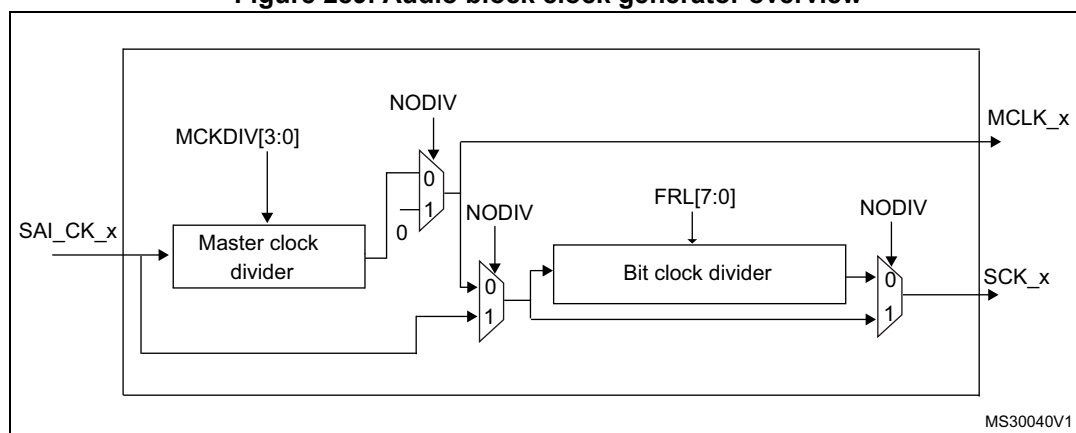 Figure 289. Audio block clock generator overview
NODIV
MCLK_x
MCKDIV[3:0]
0
1
0
NODIV
FRL[7:0]
NODIV
SAI_CK_x
Master clock
divider
0
1
Bit clock divider
0
1
SCK_x
MS30040V1